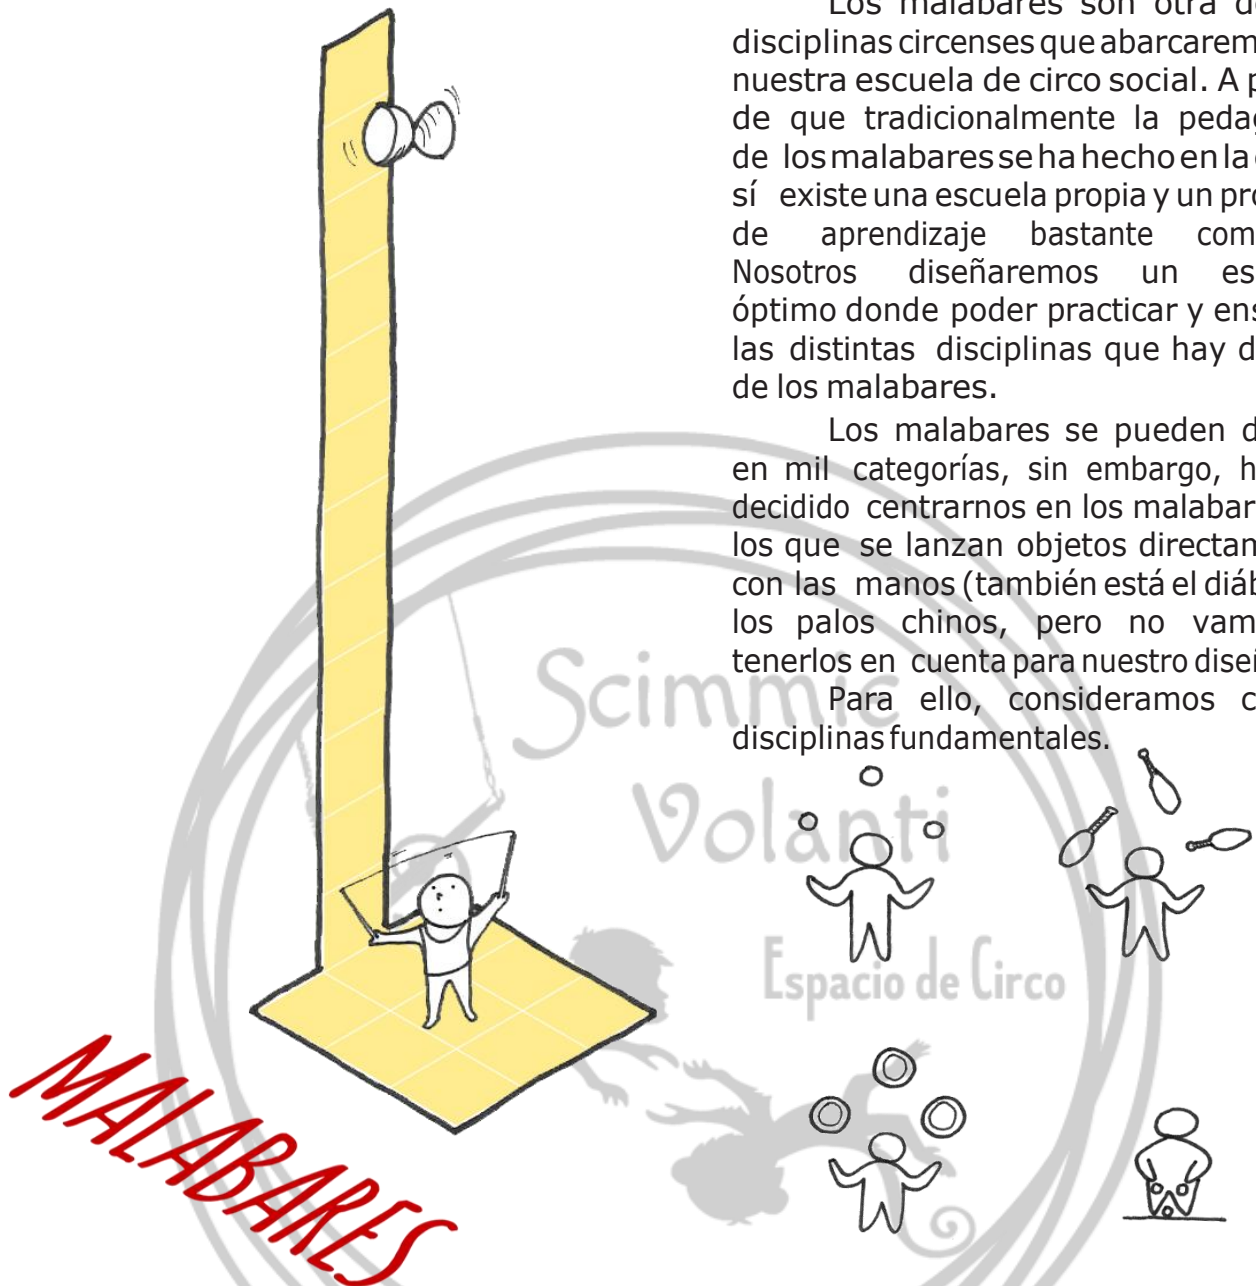 Los malabares son otra de
disciplinas circenses que abarcarem
nuestra escuela de circo social. A p
de que tradicionalmente la pedag
de los malabares se ha hecho en la
sí existe una escuela propia y un pro
de aprendizaje bastante com
Nosotros diseñaremos un es
óptimo donde poder practicar y ens
las distintas disciplinas que hay d
de los malabares.
Los malabares se pueden d
en mil categorías, sin embargo, h
decidido centrarnos en los malabar
los que se lanzan objetos directam
con las manos (también está el diáb
los palos chinos, pero no vam
tenerlos en cuenta para nuestro diseñ
Para ello, consideramos c
disciplinas fundamentales.
Scimmie
Volanti
Espacio de Circo
MALABARES